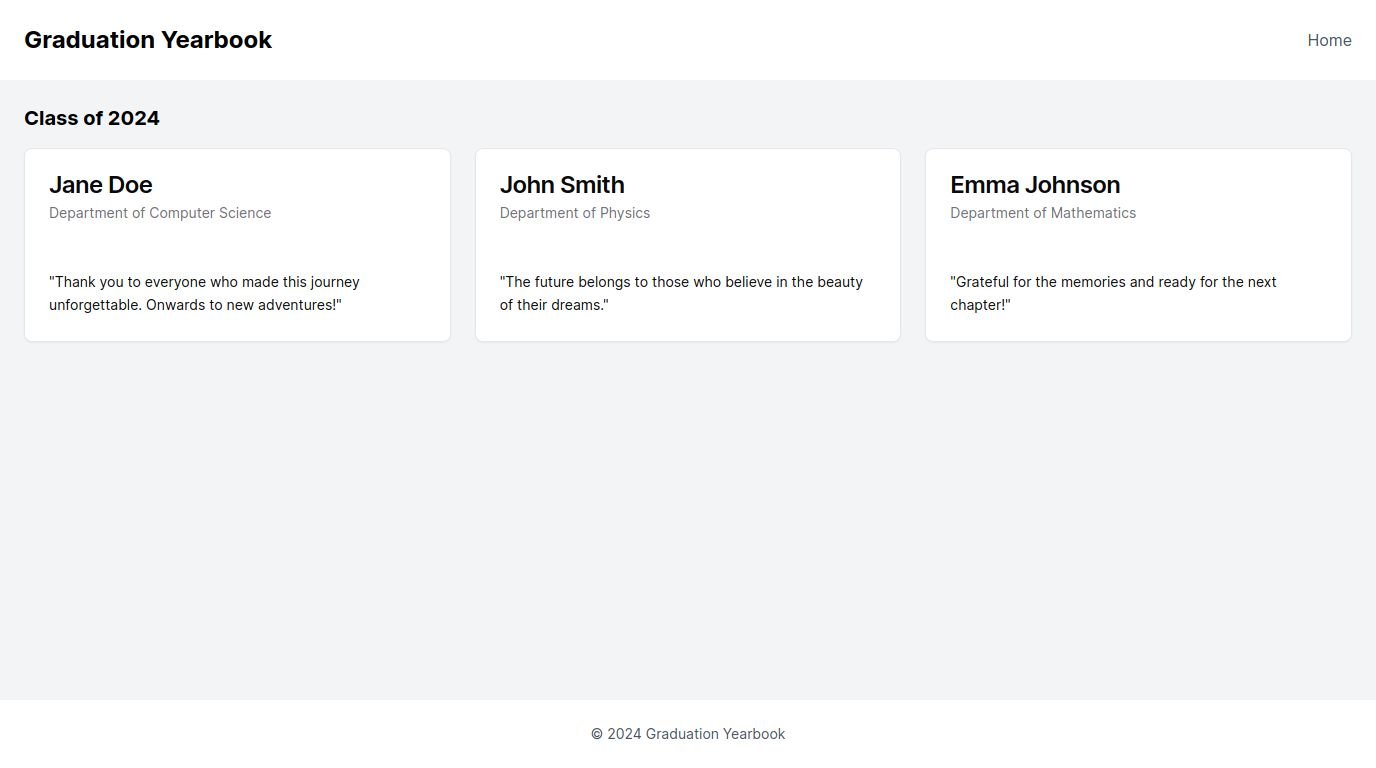 Graduation Yearbook
Home
Class of 2024
Jane Doe
Department of Computer Science
"Thank you to everyone who made this journey
unforgettable. Onwards to new adventures!"
John Smith
Department of Physics
"The future belongs to those who believe in the beauty
of their dreams."
Emma Johnson
Department of Mathematics
"Grateful for the memories and ready for the next
chapter!"
© 2024 Graduation Yearbook